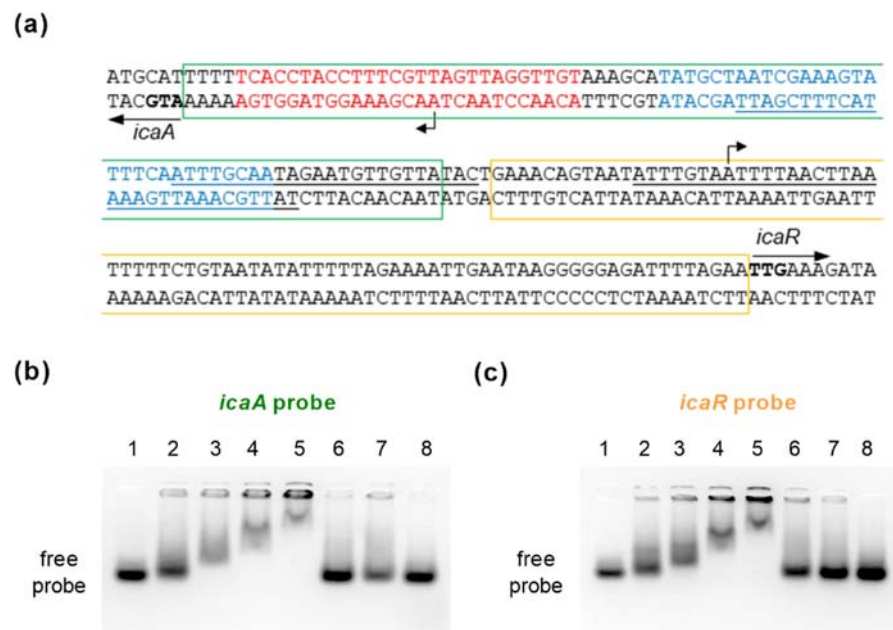 (a)
ATGCATTTTTTCACCTACCTTTCGTTAGTTAGGTTGTAAAGCATATGCTAATCGAAAGTA
TACGTAAAAAAGTGGATGGAAAGCAATCAATCCAACATTTCGTATACGATTAGCTTTCAT
icaA
TTTCAATTTGCAATAGAATGTTGTTATACTGAAACAGTAATATTTGTAATTTTAACTTAA
AAAGTTAAACGTTATCTTACAACAATATGACTTTGTCATTATAAACATTAAAATTGAATT
icaR
TTTTTCTGTAATATATTTTTAGAAAATTGAATAAGGGGGAGATTTTAGAATTGAAAGATA
AAAAAGACATTATATAAAAATCTTTTAACTTATTCCCCCTCTAAAATCTTAACTTTCTAT
(b)
icaA probe
1 2 3 4 5 6 7 8
free
probe
(c)
icaR probe
1 2 3 4 5 6 7 8
free
probe